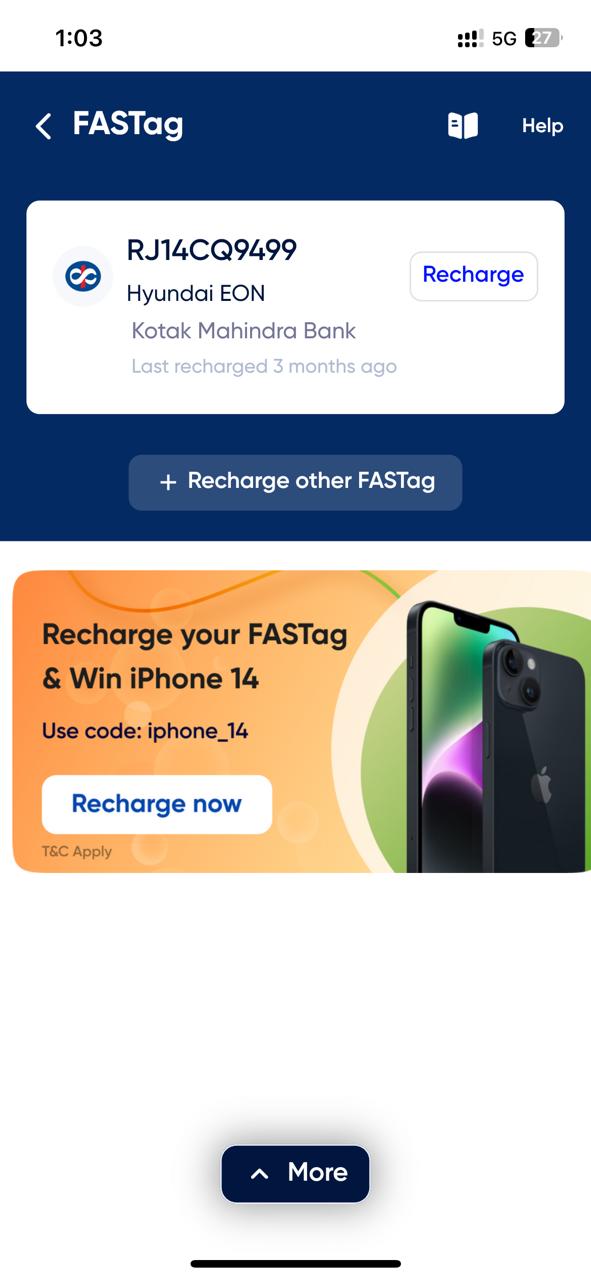 1:03
5G 27
FASTag
Help
RJ14CQ9499
Hyundai EON
Recharge
Kotak Mahindra Bank
Last recharged 3 months ago
+ Recharge other FASTag
Recharge your FASTag
& Win iPhone 14
Use code: iphone_14
Recharge now
T&C Apply
More